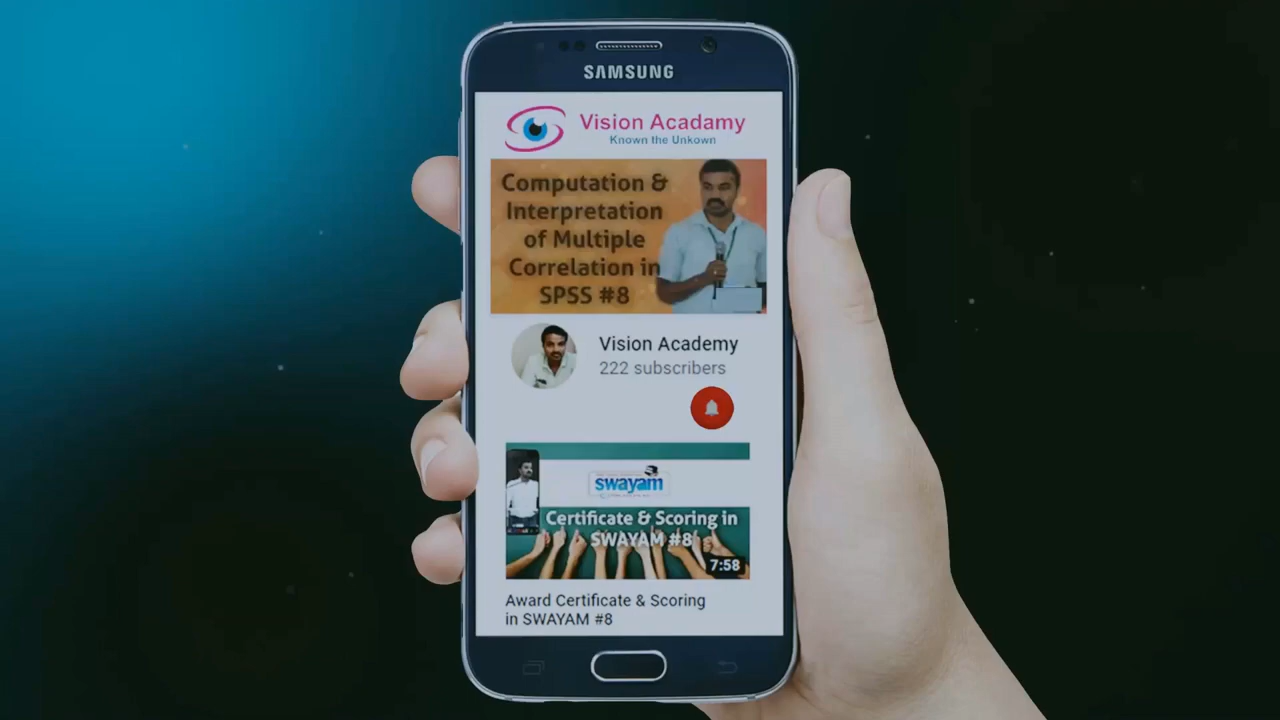 SAMSUNG
Vision Acadamy
Known the Unkown
Computation &
Interpretation
of Multiple
Correlation in
SPSS #8
Vision Academy
222 subscribers
swayam
Certificate & Scoring in
SWAYAM #8
7:58
Award Certificate & Scoring
in SWAYAM #8